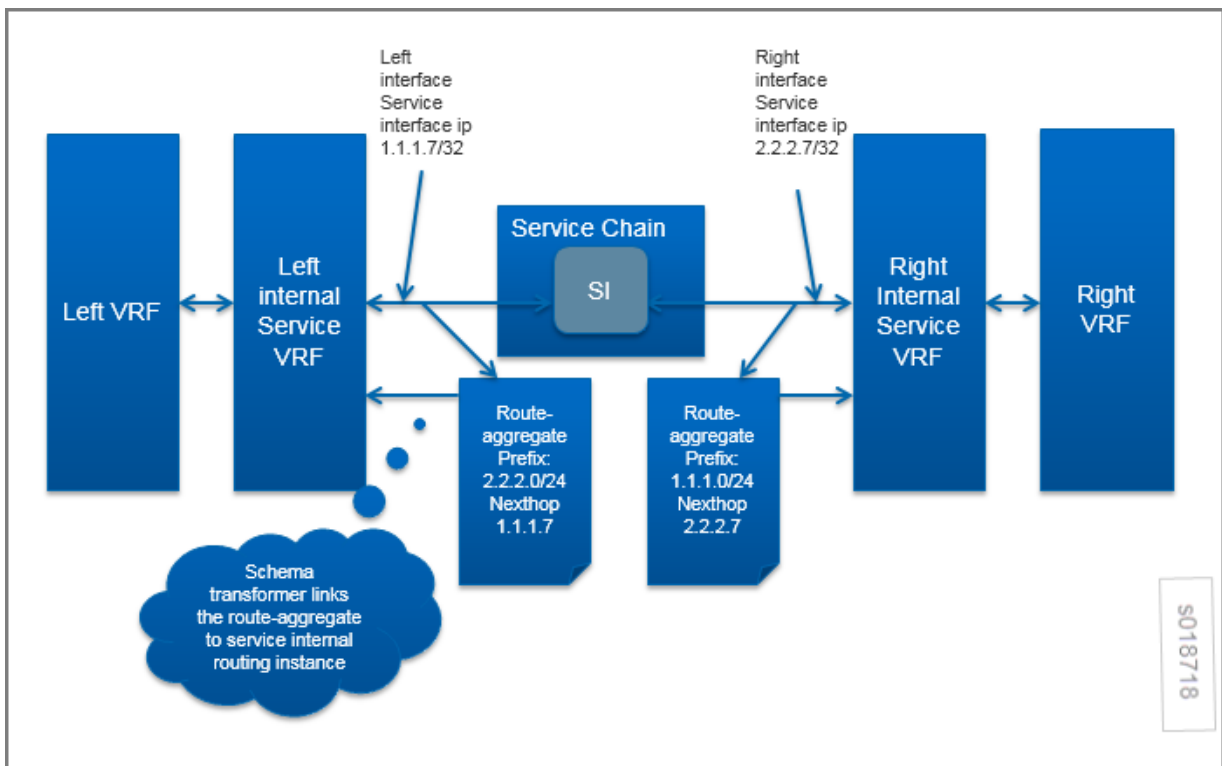 Left
interface
Service
interface ip
1.1.1.7/32
Right
interface
Service
interface ip
2.2.2.7/32
Left VRF
Left
internal
Service
VRF
Service Chain
SI
Right
Internal
Service
VRF
Right
VRF
Route-
aggregate
Prefix:
2.2.2.0/24
Nexthop
1.1.1.7
Route-
aggregate
Prefix:
1.1.1.0/24
Nexthop
2.2.2.7
Schema
transformer links
the route-aggregate
to service internal
routing instance
s018718